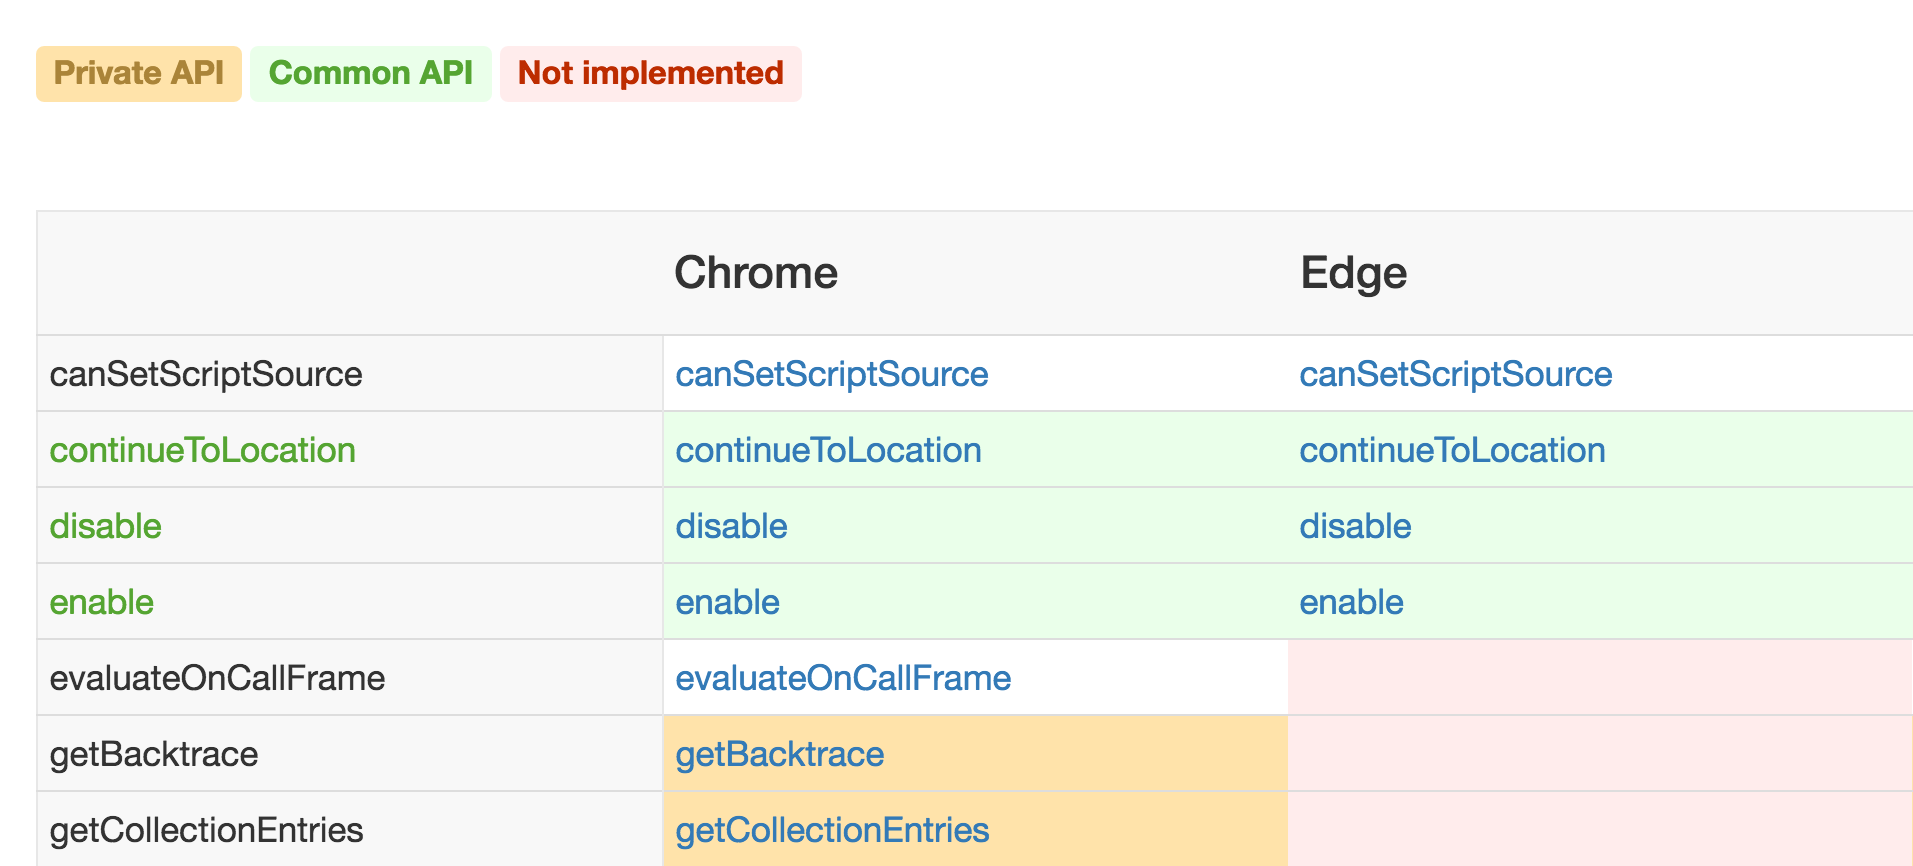 Private API Common API Not implemented
Chrome Edge
canSetScriptSource canSetScriptSource canSetScriptSource
continueToLocation continueToLocation continueToLocation
disable disable disable
enable enable enable
evaluateOnCallFrame evaluateOnCallFrame
getBacktrace getBacktrace
getCollectionEntries getCollectionEntries